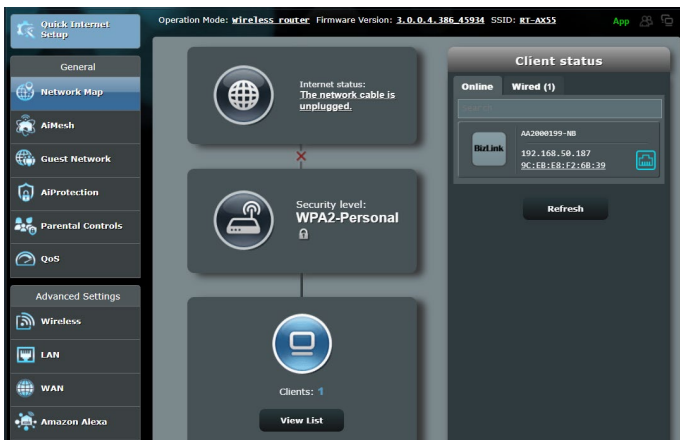 Quick Internet
Setup
Operation Mode: Wireless router Firmware Version: 3.0.0.4.386_45934 SSID: RT-AX55
App
General
Network Map
AiMesh
Guest Network
AiProtection
Parental Controls
QoS
Advanced Settings
Wireless
LAN
WAN
Amazon Alexa
Internet status:
The network cable is
unplugged.
Security level:
WPA2-Personal
Clients: 1
View List
Client status
Online Wired (1)
BizLink
AA2000199-NB
192.168.50.187
9C:EB:E8:F2:6B:39
Refresh